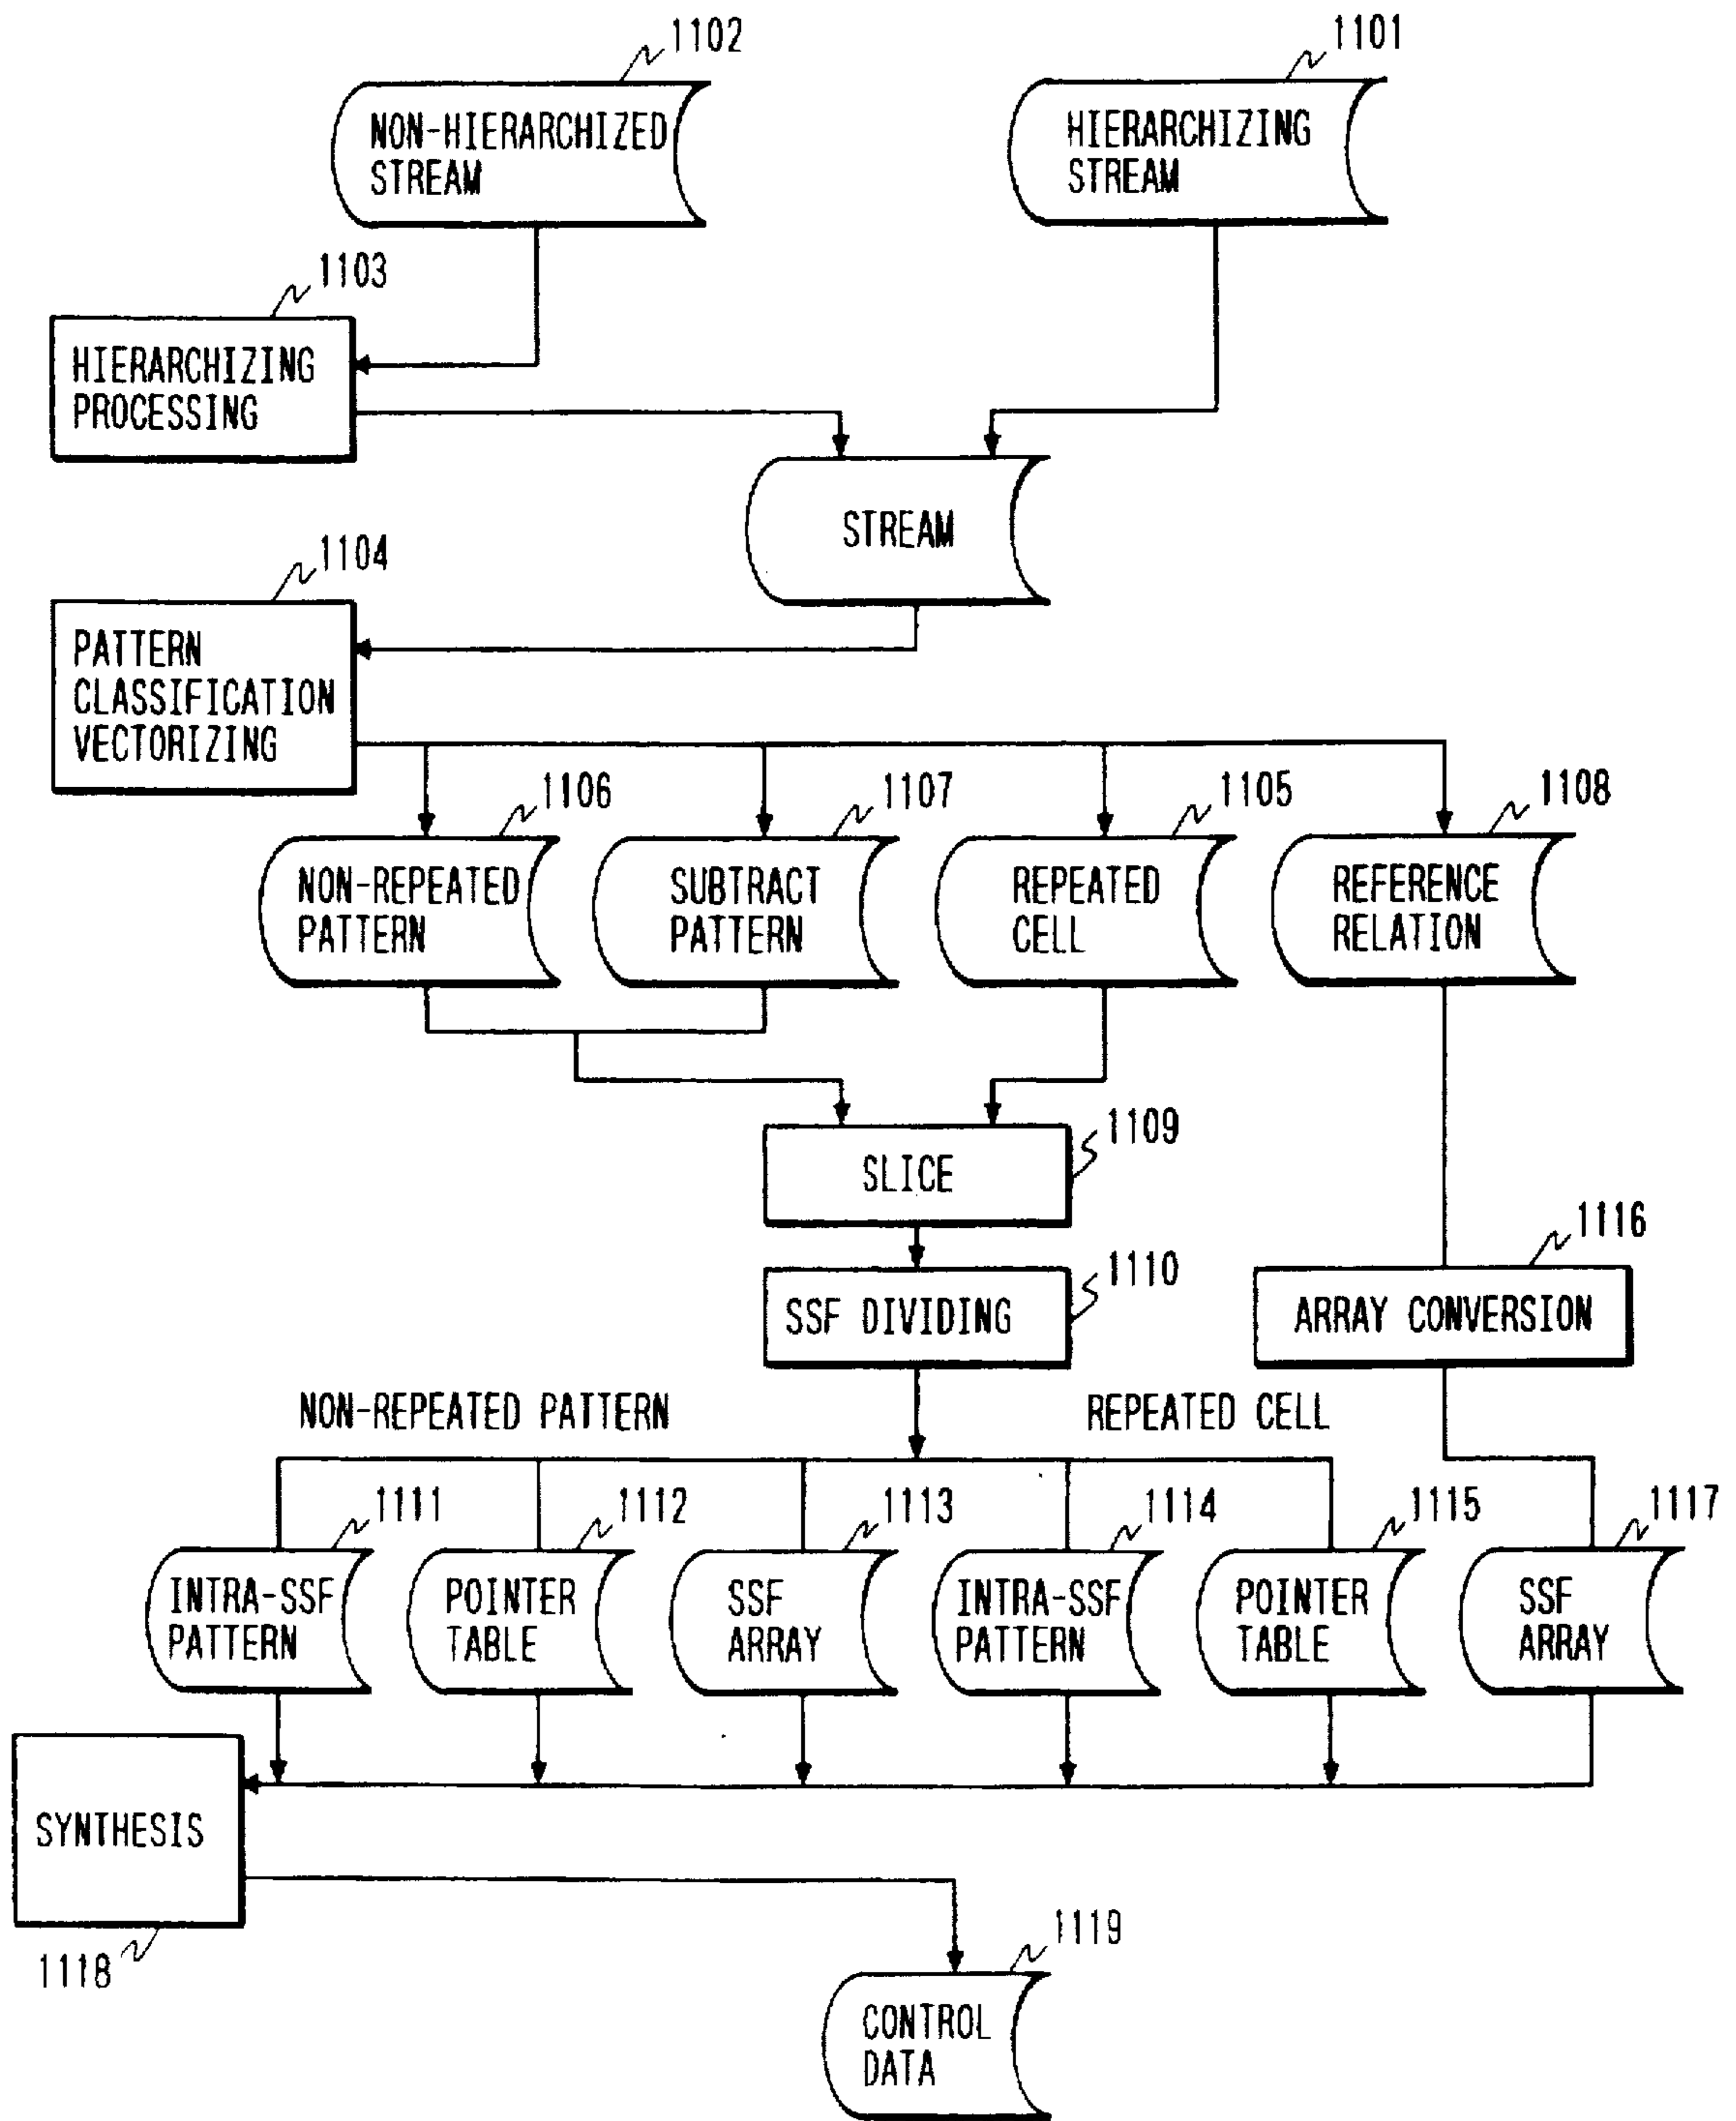 1102
1101
NON-HIERARCHIZED
STREAM
HIERARCHIZING
STREAM
1103
HIERARCHIZING
PROCESSING
STREAM
1104
PATTERN
CLASSIFICATION
VECTORIZING
1106
1107
1105
1108
NON-REPEATED
PATTERN
SUBTRACT
PATTERN
REPEATED
CELL
REFERENCE
RELATION
1109
SLICE
1110
SSF DIVIDING
1116
ARRAY CONVERSION
NON-REPEATED PATTERN
REPEATED CELL
1111
1112
1113
1114
1115
1117
INTRA-SSF
PATTERN
POINTER
TABLE
SSF
ARRAY
INTRA-SSF
PATTERN
POINTER
TABLE
SSF
ARRAY
SYNTHESIS
1118
1119
CONTROL
DATA